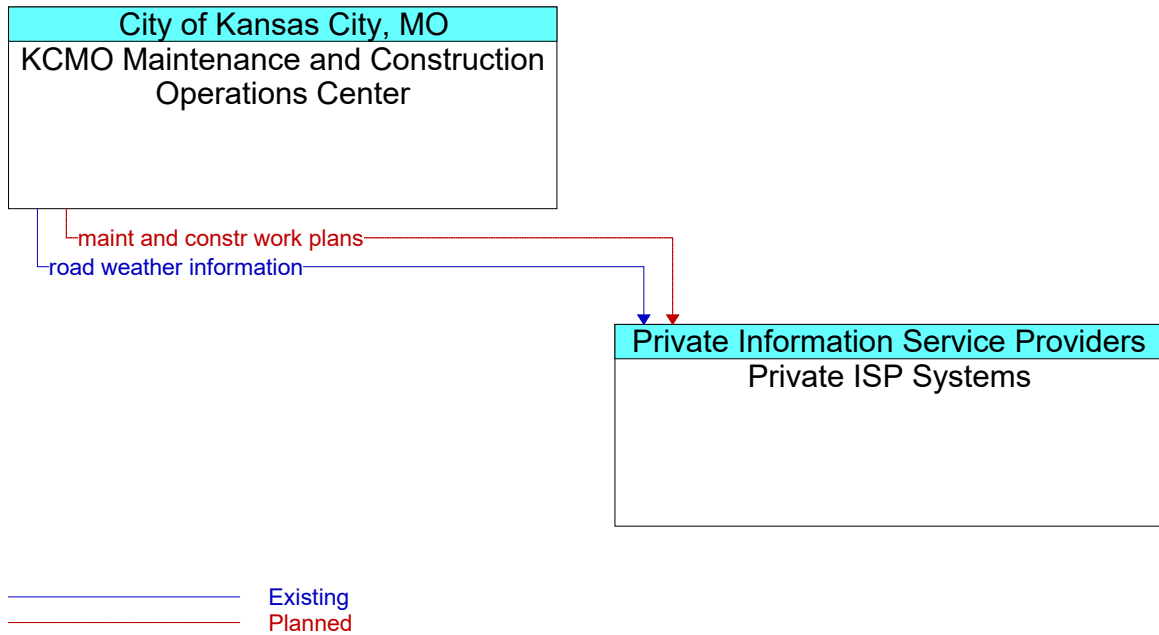 City of Kansas City, MO
KCMO Maintenance and Construction
Operations Center
maint and constr work plans
road weather information
Private Information Service Providers
Private ISP Systems
Existing
Planned